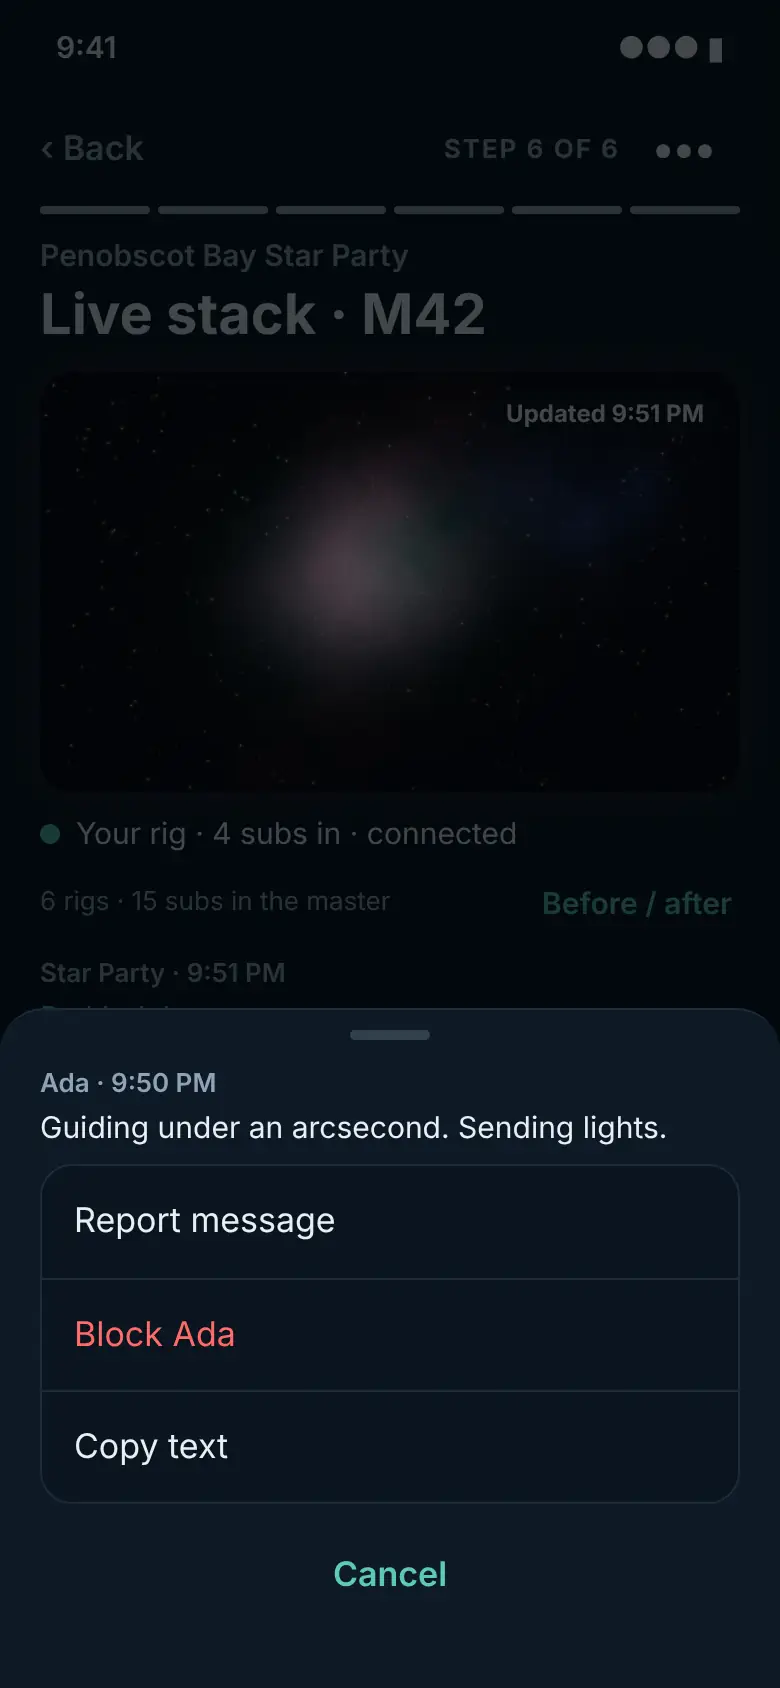 9:41
‹ Back
STEP 6 OF 6
Penobscot Bay Star Party
Live stack · M42
Updated 9:51 PM
Your rig · 4 subs in · connected
6 rigs · 15 subs in the master
Before / after
Star Party · 9:51 PM
Ada · 9:50 PM
Guiding under an arcsecond. Sending lights.
Report message
Block Ada
Copy text
Cancel